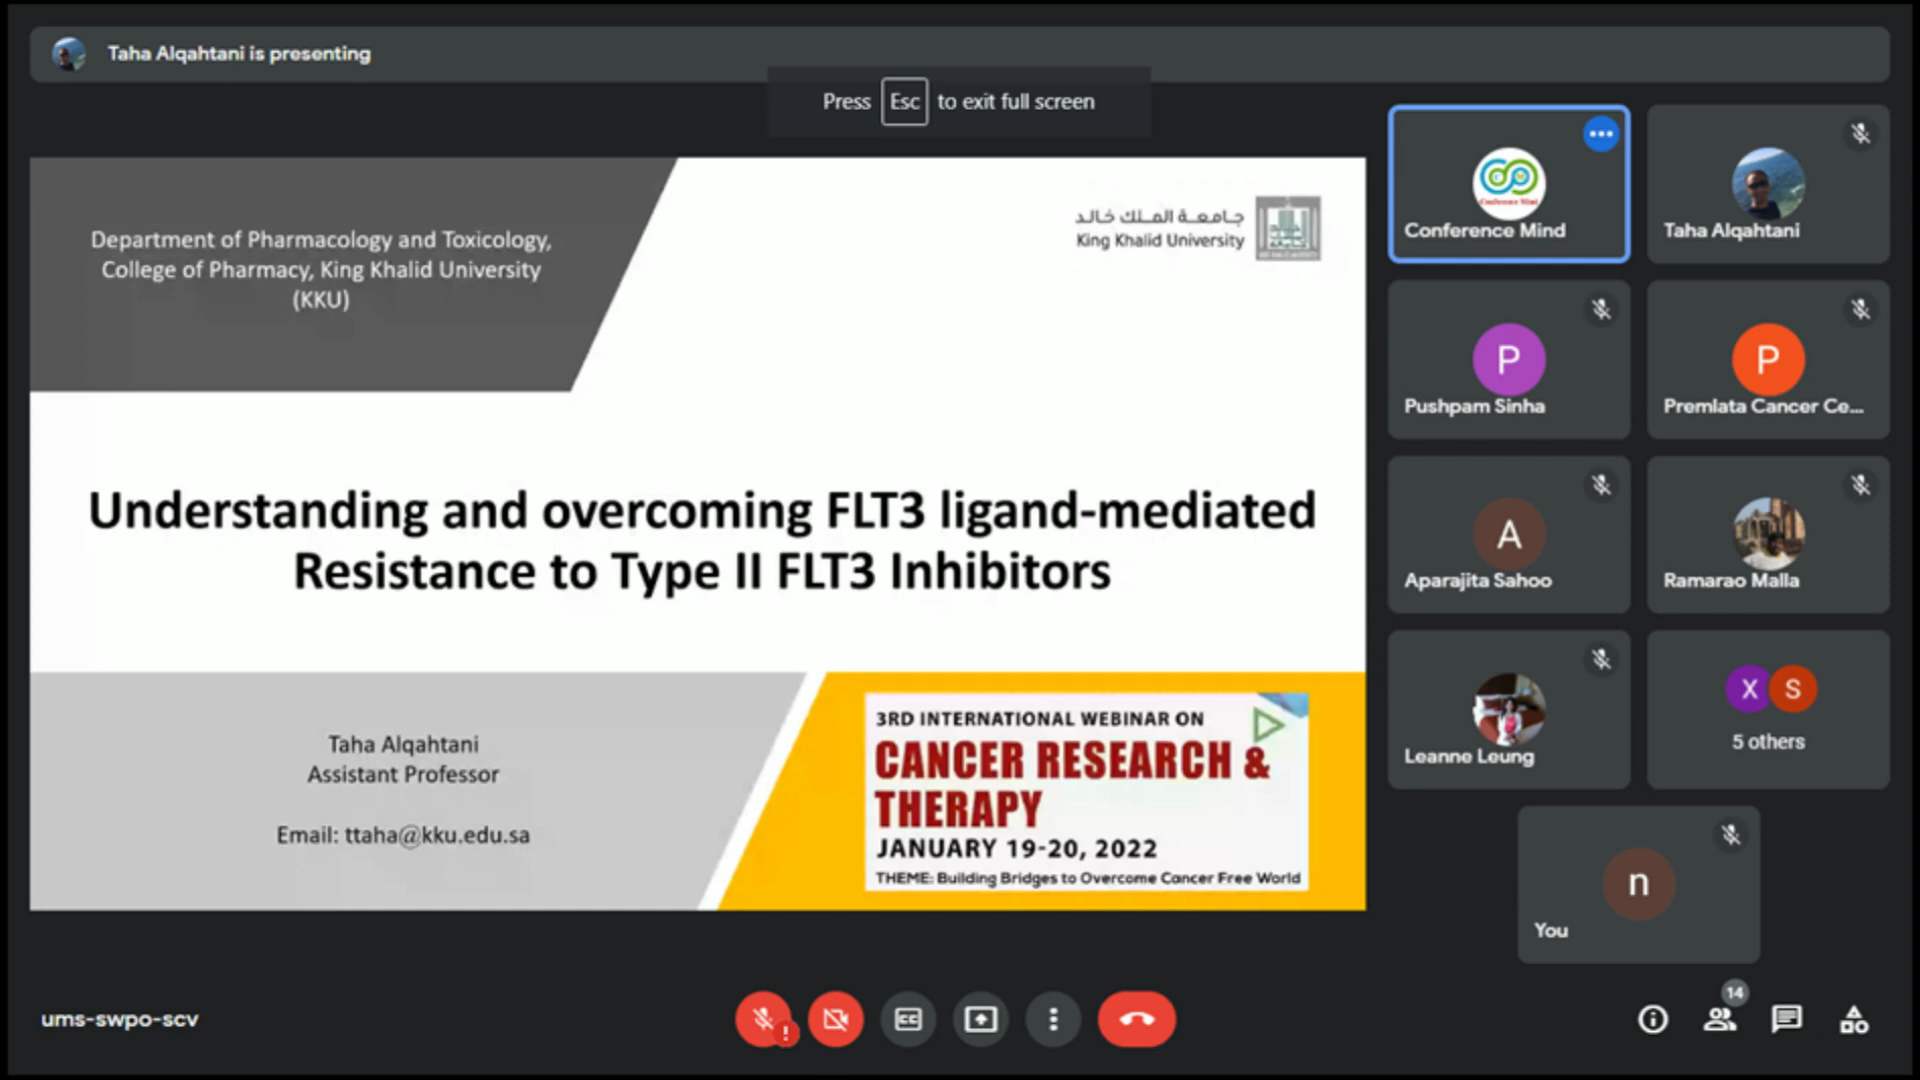 Taha Alqahtani is presenting
Press Esc to exit full screen
Department of Pharmacology and Toxicology,
College of Pharmacy, King Khalid University
(KKU)
جامعة الملك خالد
King Khalid University
Understanding and overcoming FLT3 ligand-mediated
Resistance to Type II FLT3 Inhibitors
Taha Alqahtani
Assistant Professor
Email: ttaha@kku.edu.sa
3RD INTERNATIONAL WEBINAR ON
CANCER RESEARCH &
THERAPY
JANUARY 19-20, 2022
THEME: Building Bridges to Overcome Cancer Free World
Conference Mind
Conference Mind
Taha Alqahtani
P
Pushpam Sinha
P
Premlata Cancer Ce...
A
Aparajita Sahoo
Ramarao Malla
Leanne Leung
X S
5 others
n
You
ums-swpo-scv
!
CC
14